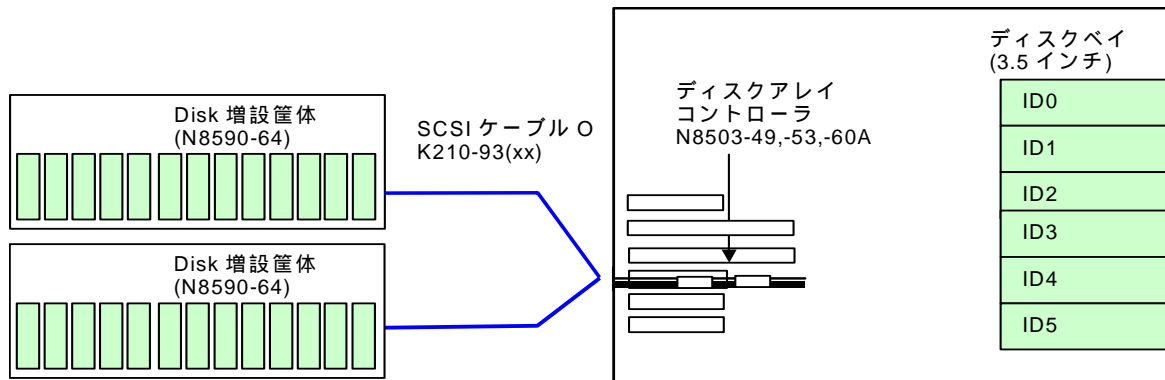 Disk 増設筐体
(N8590-64)
Disk 増設筐体
(N8590-64)
SCSI ケーブル O
K210-93(xx)
ディスクアレイ
コントローラ
N8503-49,-53,-60A
ディスクベイ
(3.5 インチ)
ID0
ID1
ID2
ID3
ID4
ID5